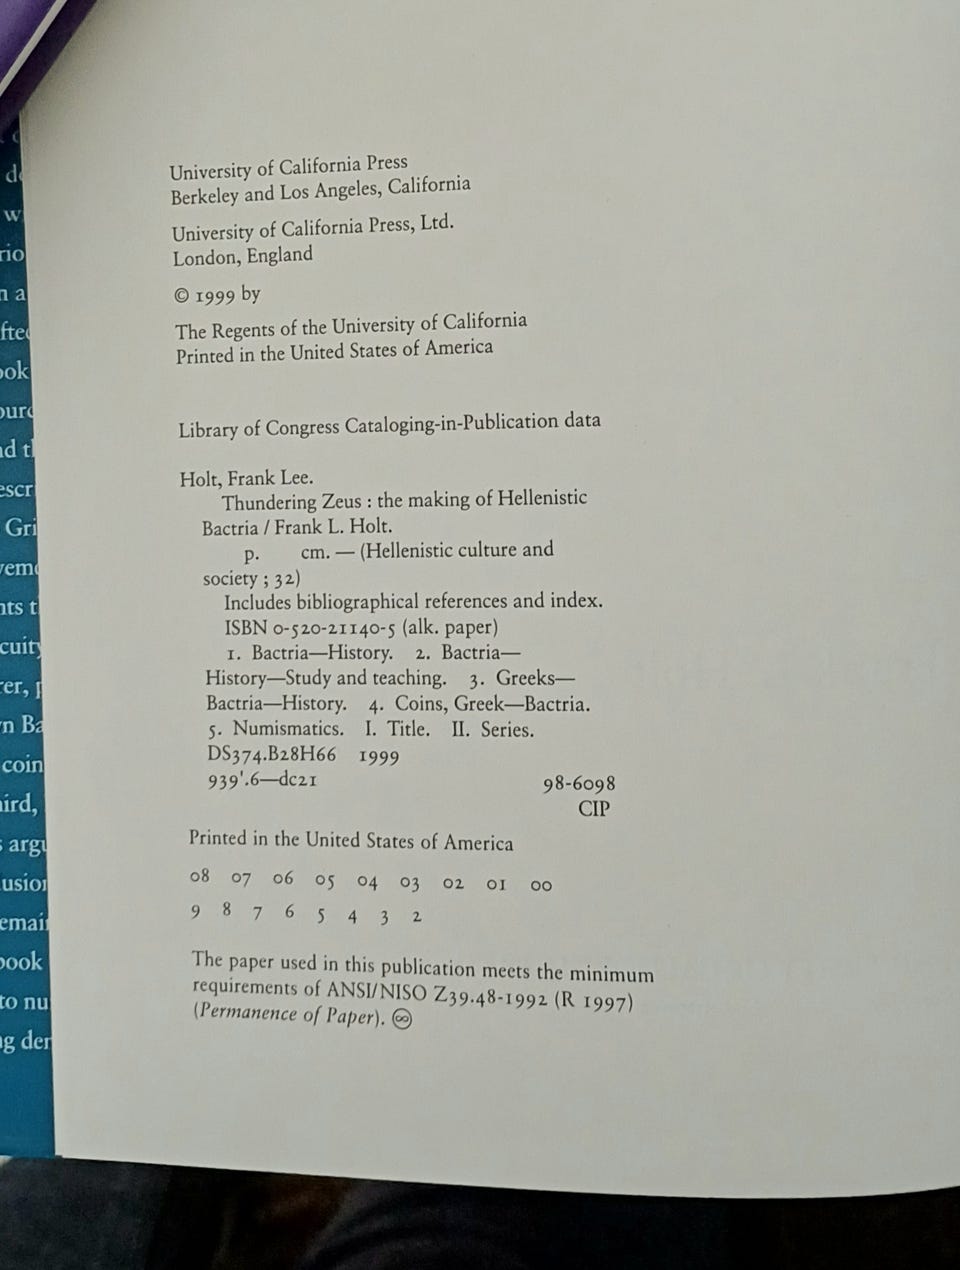 University of California Press
Berkeley and Los Angeles, California
University of California Press, Ltd.
London, England
© 1999 by
The Regents of the University of California
Printed in the United States of America
Library of Congress Cataloging-in-Publication data
Holt, Frank Lee.
Thundering Zeus : the making of Hellenistic
Bactria / Frank L. Holt.
p. cm. — (Hellenistic culture and
society ; 32)
Includes bibliographical references and index.
ISBN 0-520-21140-5 (alk. paper)
1. Bactria—History. 2. Bactria—
History—Study and teaching. 3. Greeks—
Bactria—History. 4. Coins, Greek—Bactria.
5. Numismatics. I. Title. II. Series.
DS374.B28H66 1999
939'.6—dc21 98-6098
CIP
Printed in the United States of America
08 07 06 05 04 03 02 01 00
9 8 7 6 5 4 3 2
The paper used in this publication meets the minimum
requirements of ANSI/NISO Z39.48-1992 (R 1997)
(Permanence of Paper). ♾